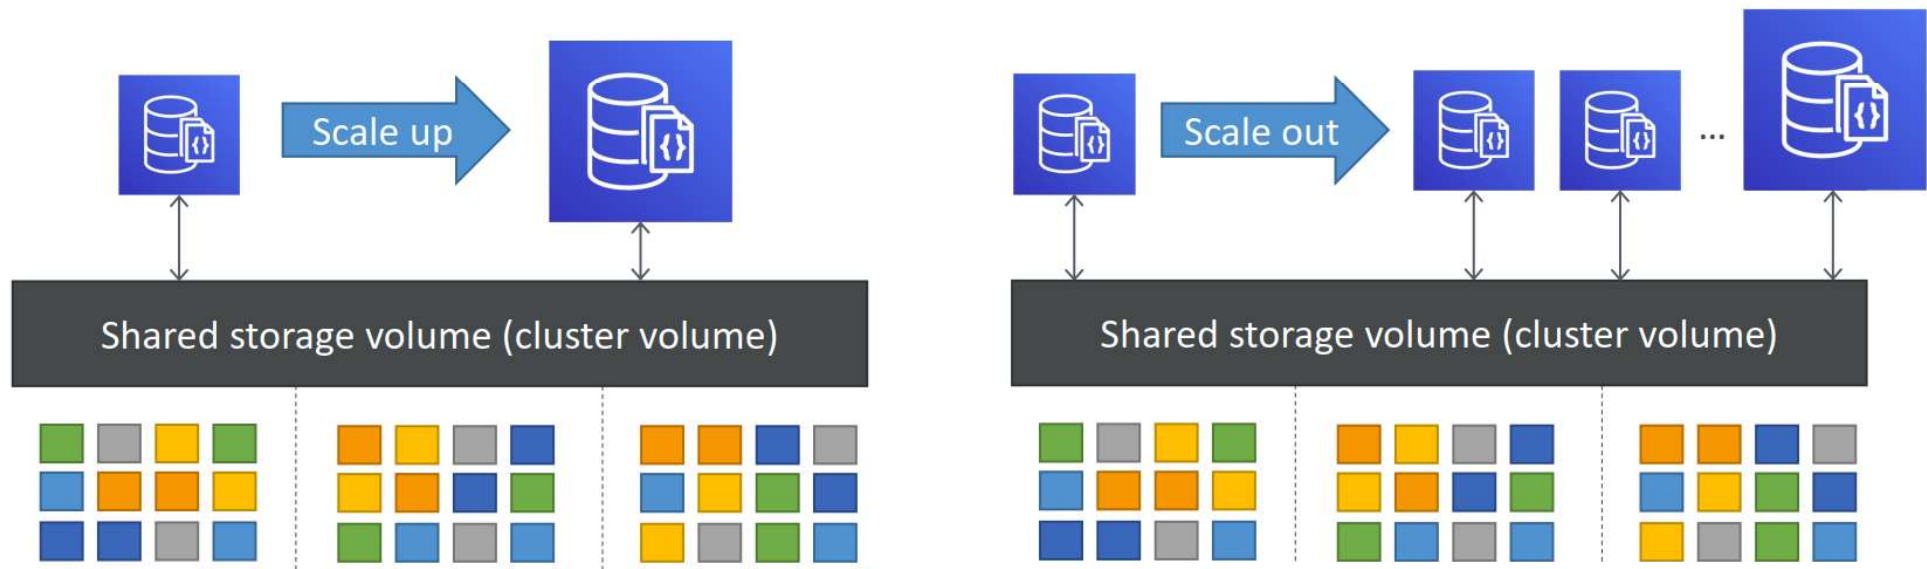 Scale up
Scale out
...
{}
{}
{}
{}
{}
{}
Shared storage volume (cluster volume)
Shared storage volume (cluster volume)